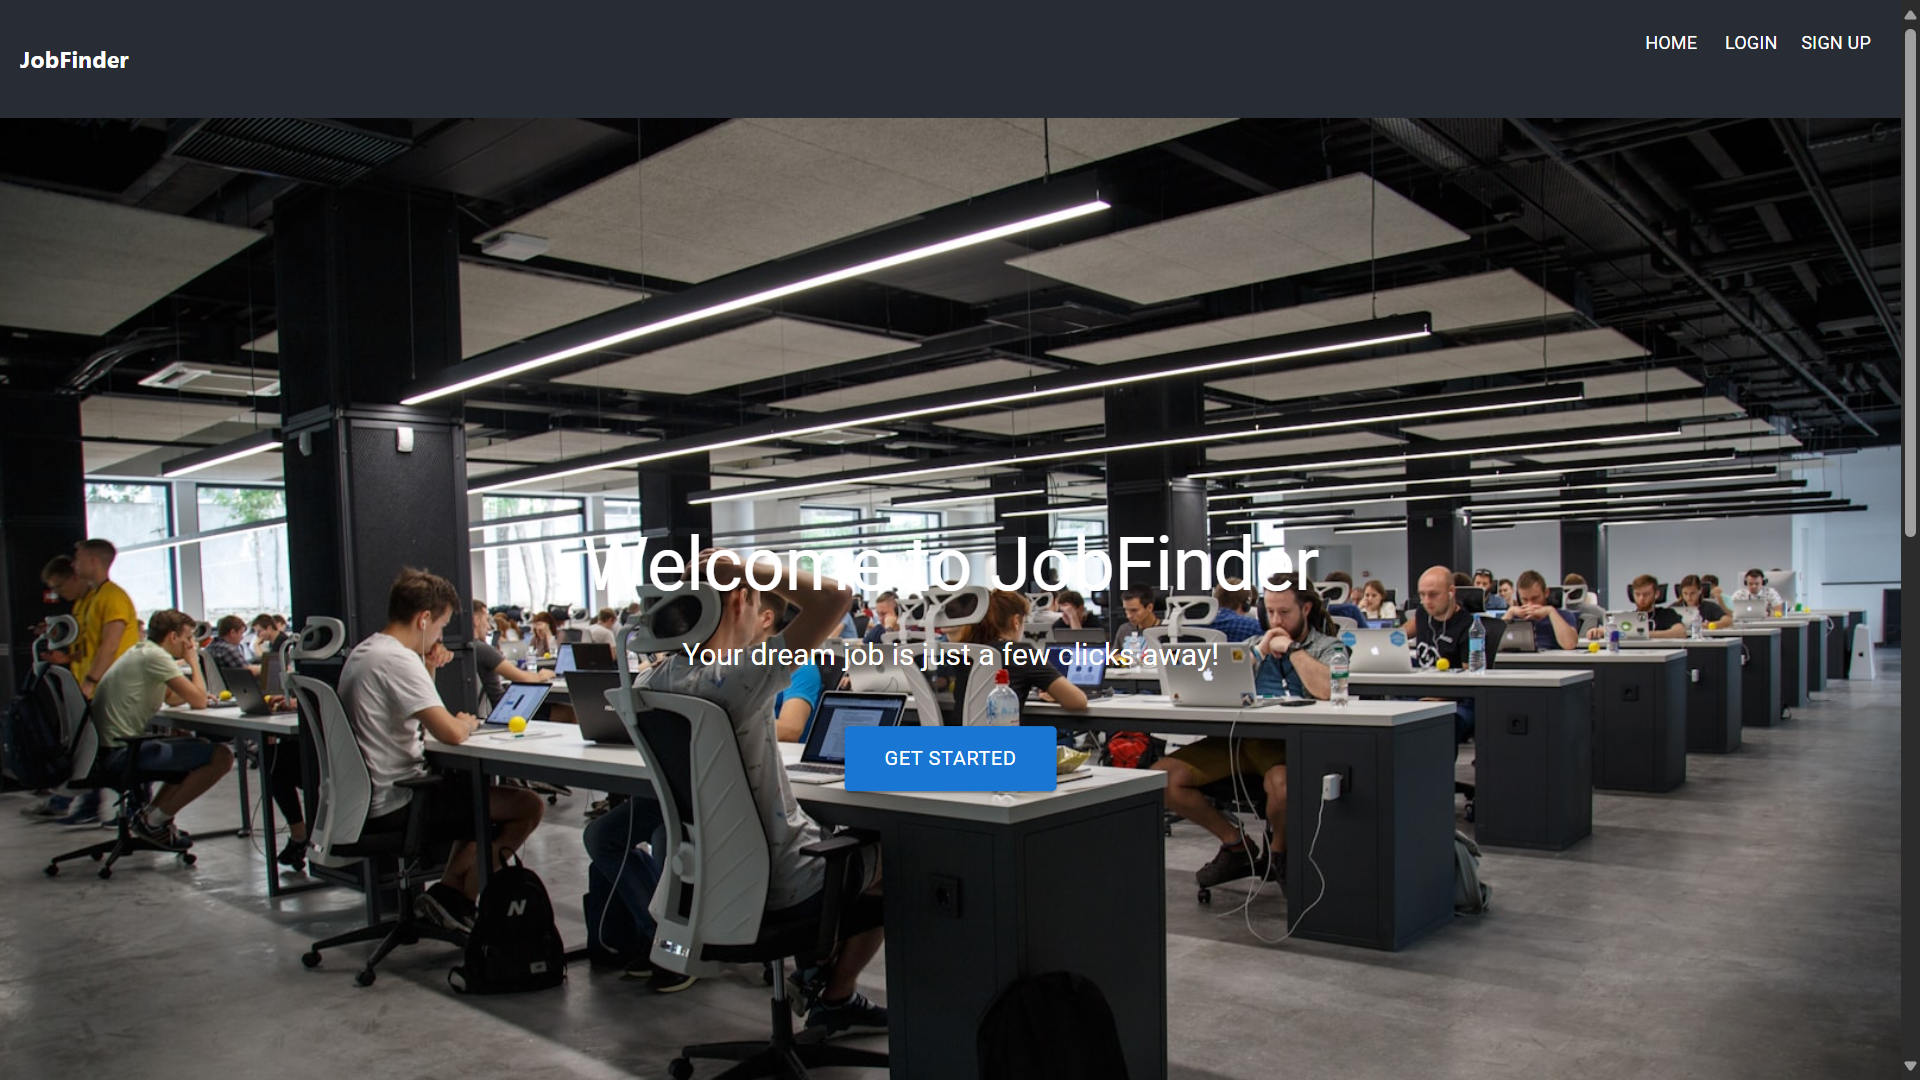 JobFinder
HOME
LOGIN
SIGN UP
Welcome to JobFinder
Your dream job is just a few clicks away!
GET STARTED
N